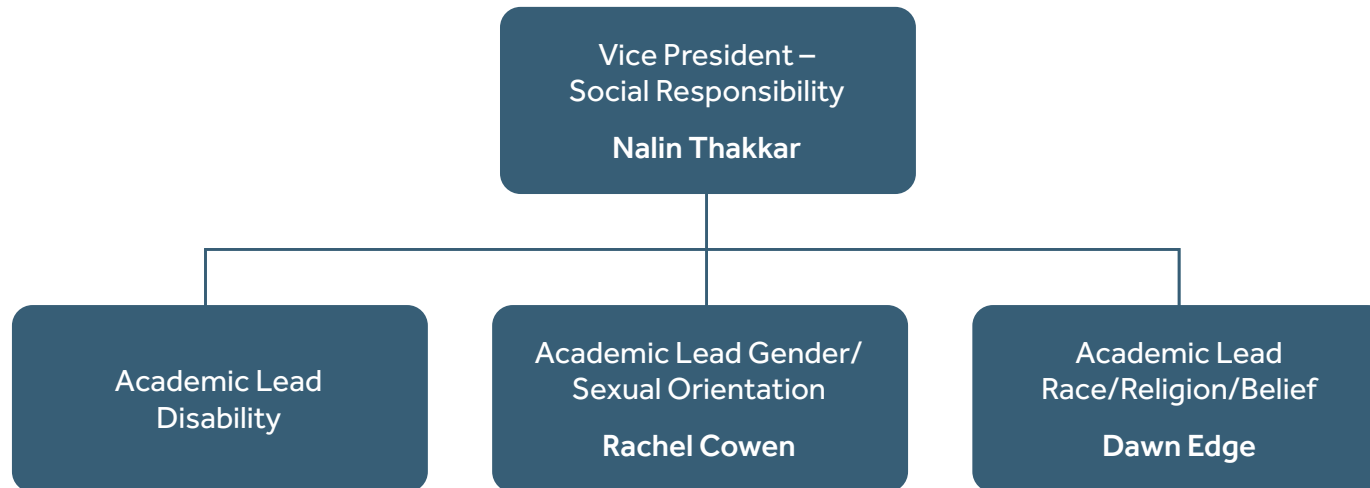 Vice President –
Social Responsibility
Nalin Thakkar
Academic Lead
Disability
Academic Lead Gender/
Sexual Orientation
Rachel Cowen
Academic Lead
Race/Religion/Belief
Dawn Edge